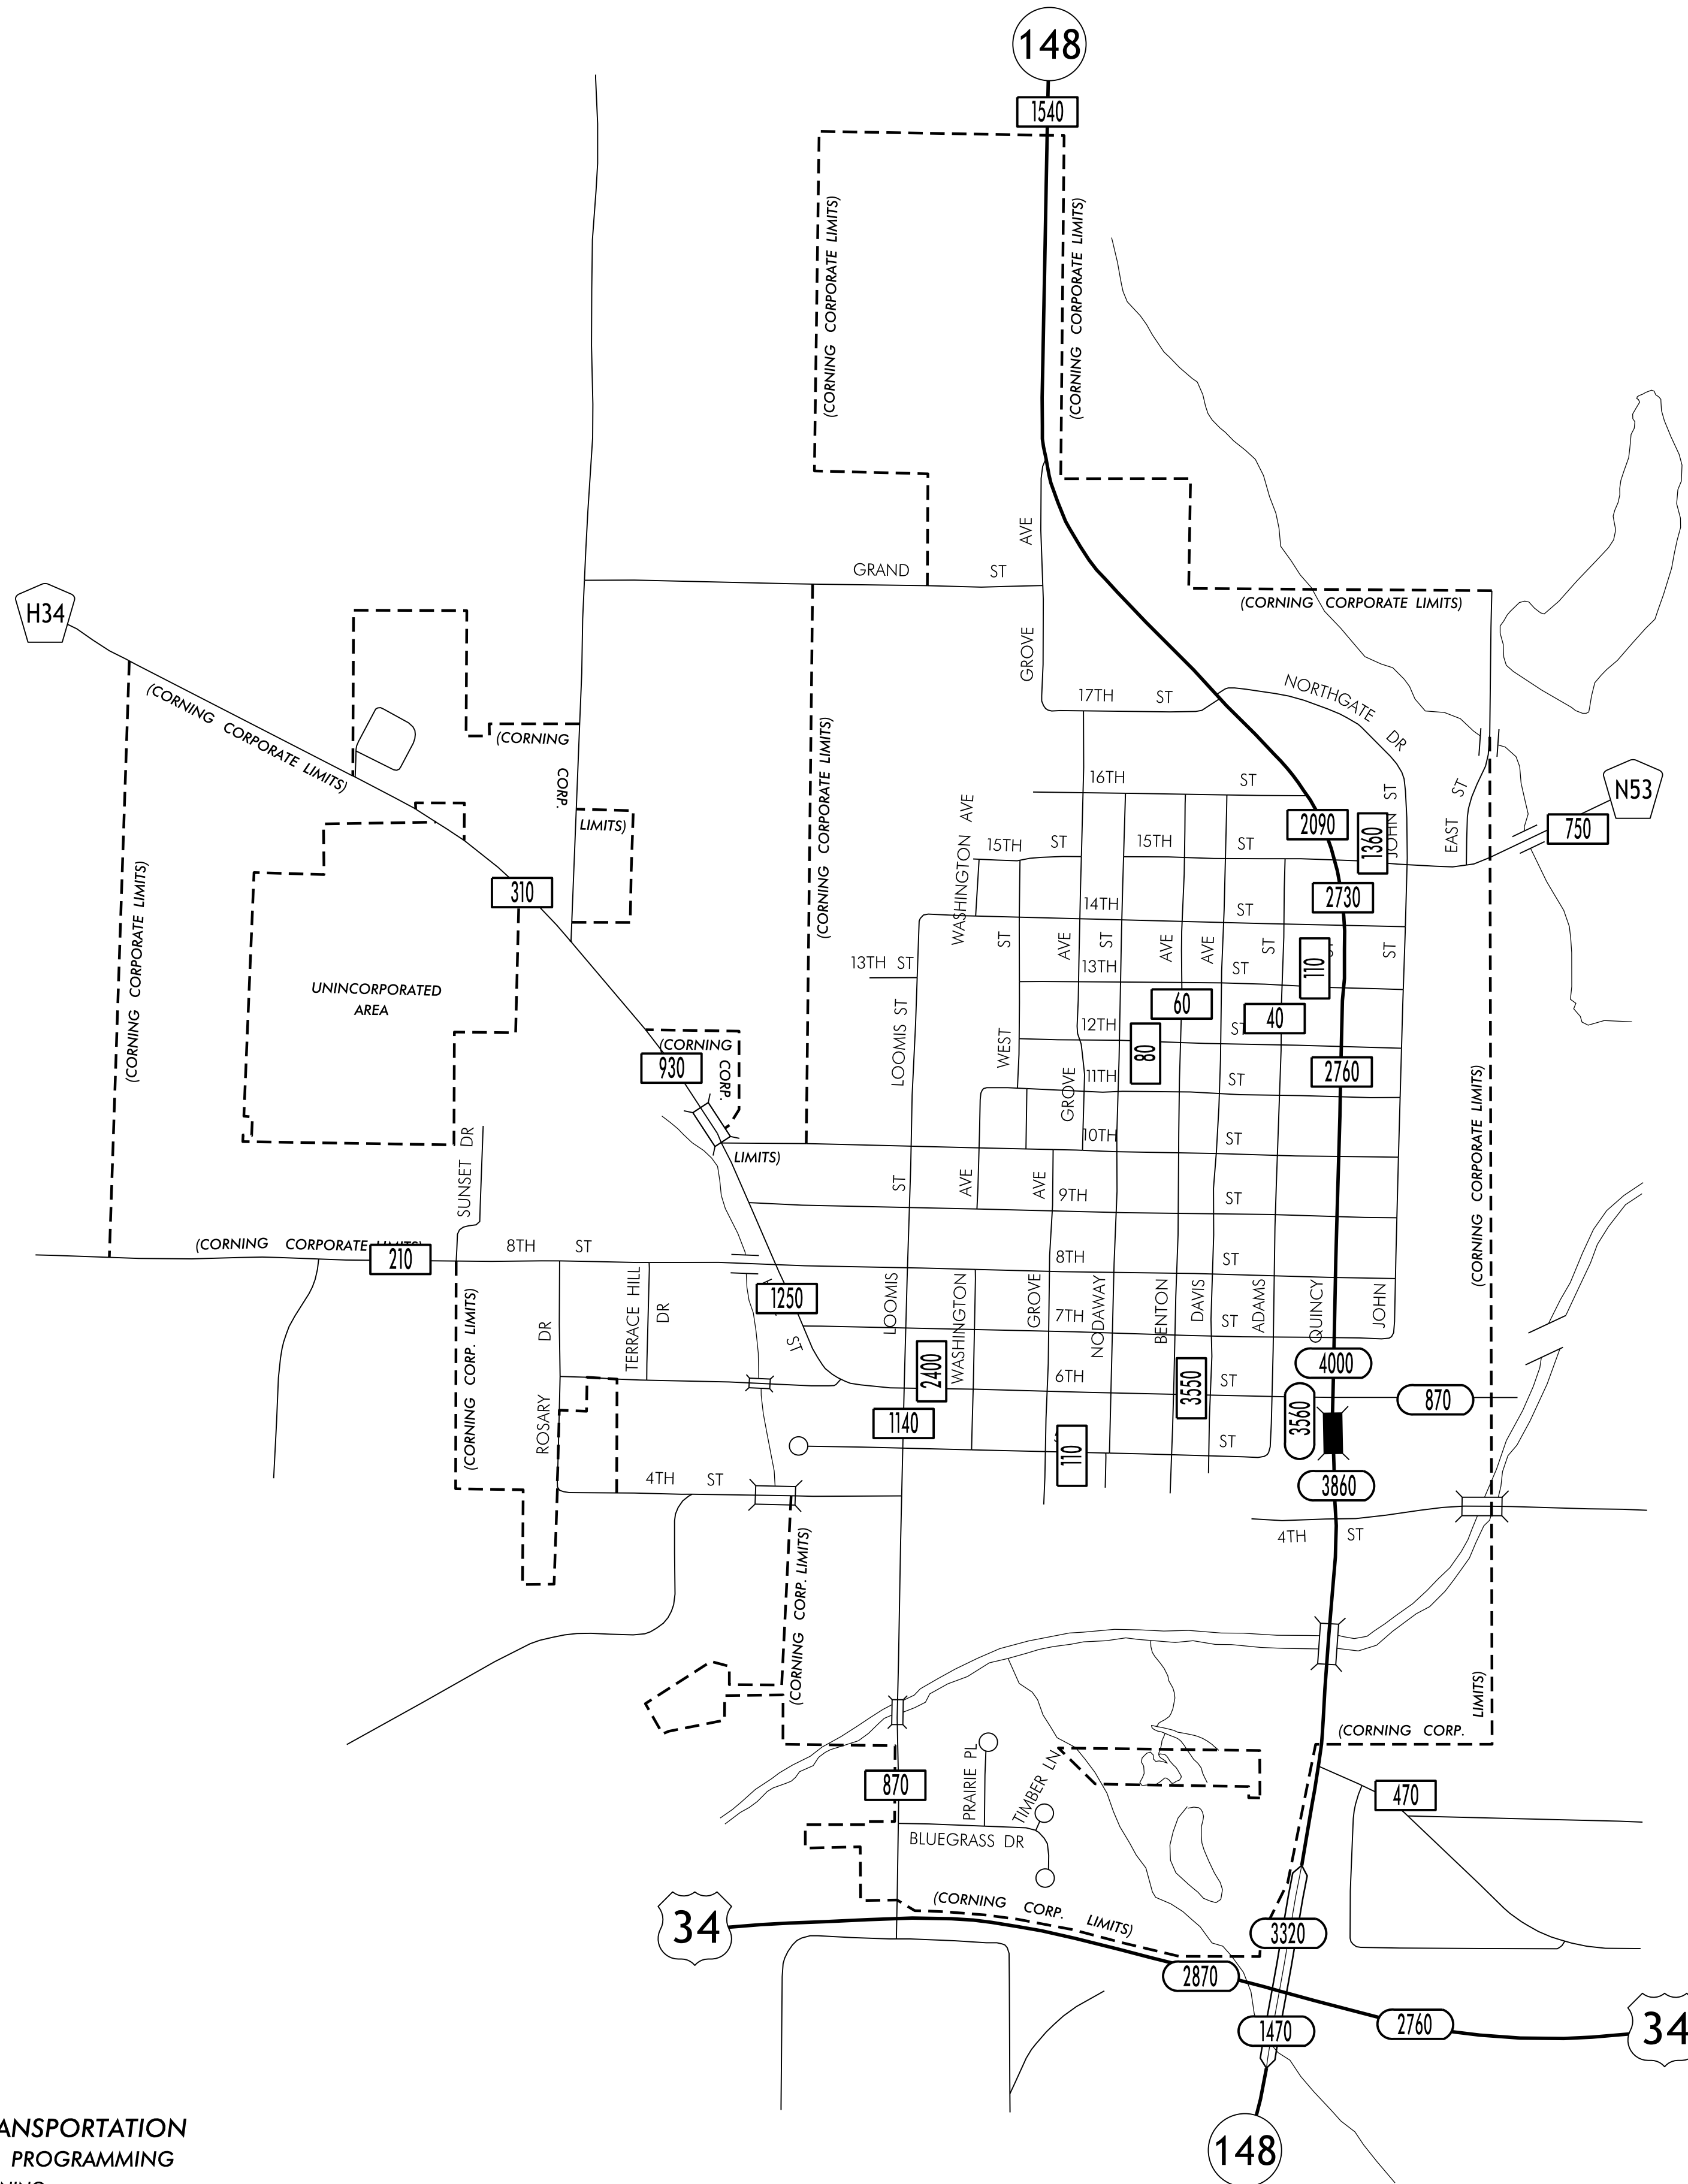 148
1540
(CORNING CORPORATE LIMITS)
(CORNING CORPORATE LIMITS)
AVE
GRAND ST
H34
(CORNING CORPORATE LIMITS)
GROVE
(CORNING CORPORATE LIMITS)
17TH ST
NORTHGATE DR
(CORNING
CORP.
LIMITS)
(CORNING CORPORATE LIMITS)
16TH ST
JOHN ST
EAST ST
N53
750
2090
1360
WASHINGTON AVE
15TH ST
15TH ST
310
2730
14TH ST
(CORNING CORPORATE LIMITS)
ST
AVE
ST
AVE
AVE
ST
110
ST
13TH ST
13TH ST
UNINCORPORATED
AREA
60
40
LOOMIS ST
WEST
12TH ST
80
(CORNING
CORP.
930
2760
11TH ST
GROVE
(CORNING CORPORATE LIMITS)
10TH ST
LIMITS)
SUNSET DR
ST
AVE
AVE
9TH ST
(CORNING CORPORATE
210
8TH ST
8TH ST
1250
ST
(CORNING CORP. LIMITS)
DR
TERRACE HILL
DR
LOOMIS
WASHINGTON
GROVE
7TH ST
NODAWAY
BENTON
DAVIS
ADAMS
QUINCY
JOHN
4000
2400
6TH ST
3550
3560
870
ROSARY
1140
110
ST
4TH ST
3860
4TH ST
(CORNING CORP. LIMITS)
(CORNING CORP.
LIMITS)
870
PRAIRIE PL
TIMBER LN
470
BLUEGRASS DR
(CORNING CORP. LIMITS)
34
3320
2870
1470
2760
34
148
ANSPORTATION
PROGRAMMING